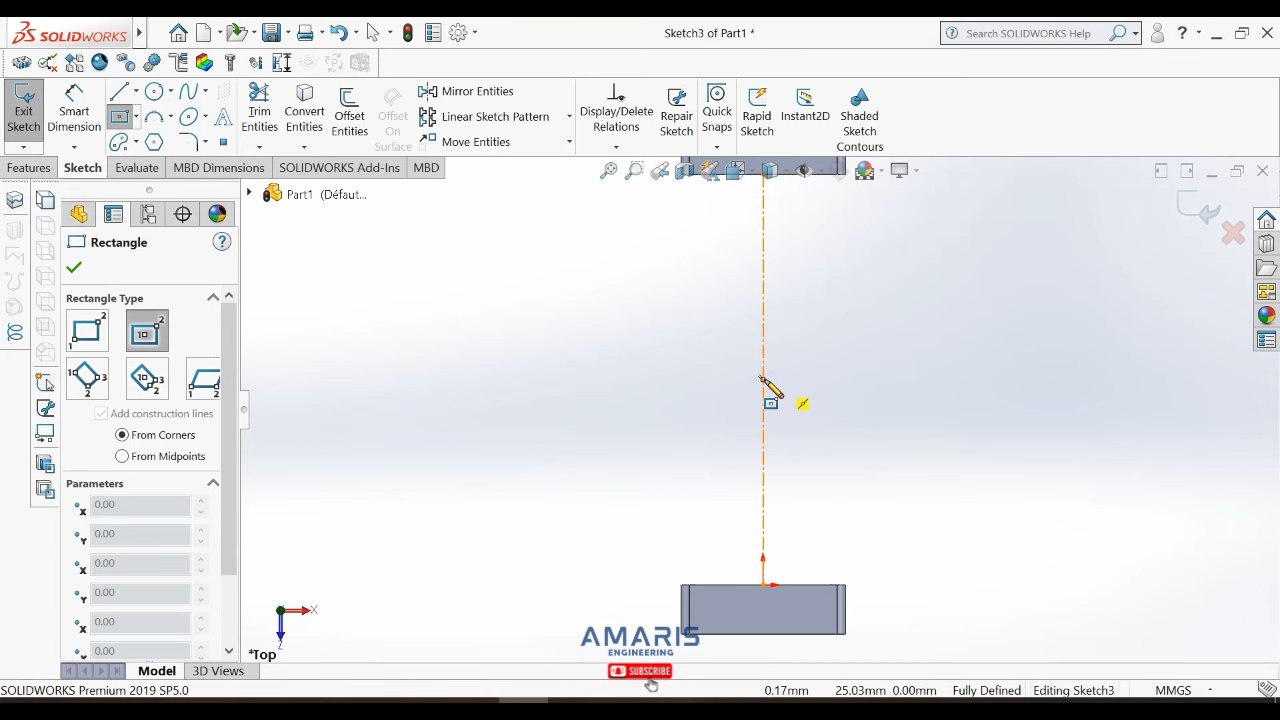 SOLIDWORKS
Sketch3 of Part1 *
Search SOLIDWORKS Help
Exit Sketch
Smart Dimension
Trim Entities
Convert Entities
Offset Entities
Offset On Surface
Mirror Entities
Linear Sketch Pattern
Move Entities
Display/Delete Relations
Repair Sketch
Quick Snaps
Rapid Sketch
Instant2D
Shaded Sketch Contours
Features
Sketch
Evaluate
MBD Dimensions
SOLIDWORKS Add-Ins
MBD
Part1 (Défaut...
Rectangle
Rectangle Type
Add construction lines
From Corners
From Midpoints
Parameters
0.00
0.00
0.00
0.00
0.00
0.00
X
Z
*Top
AMARIS
ENGINEERING
SUBSCRIBE
Model
3D Views
SOLIDWORKS Premium 2019 SP5.0
0.17mm
25.03mm 0.00mm
Fully Defined
Editing Sketch3
MMGS